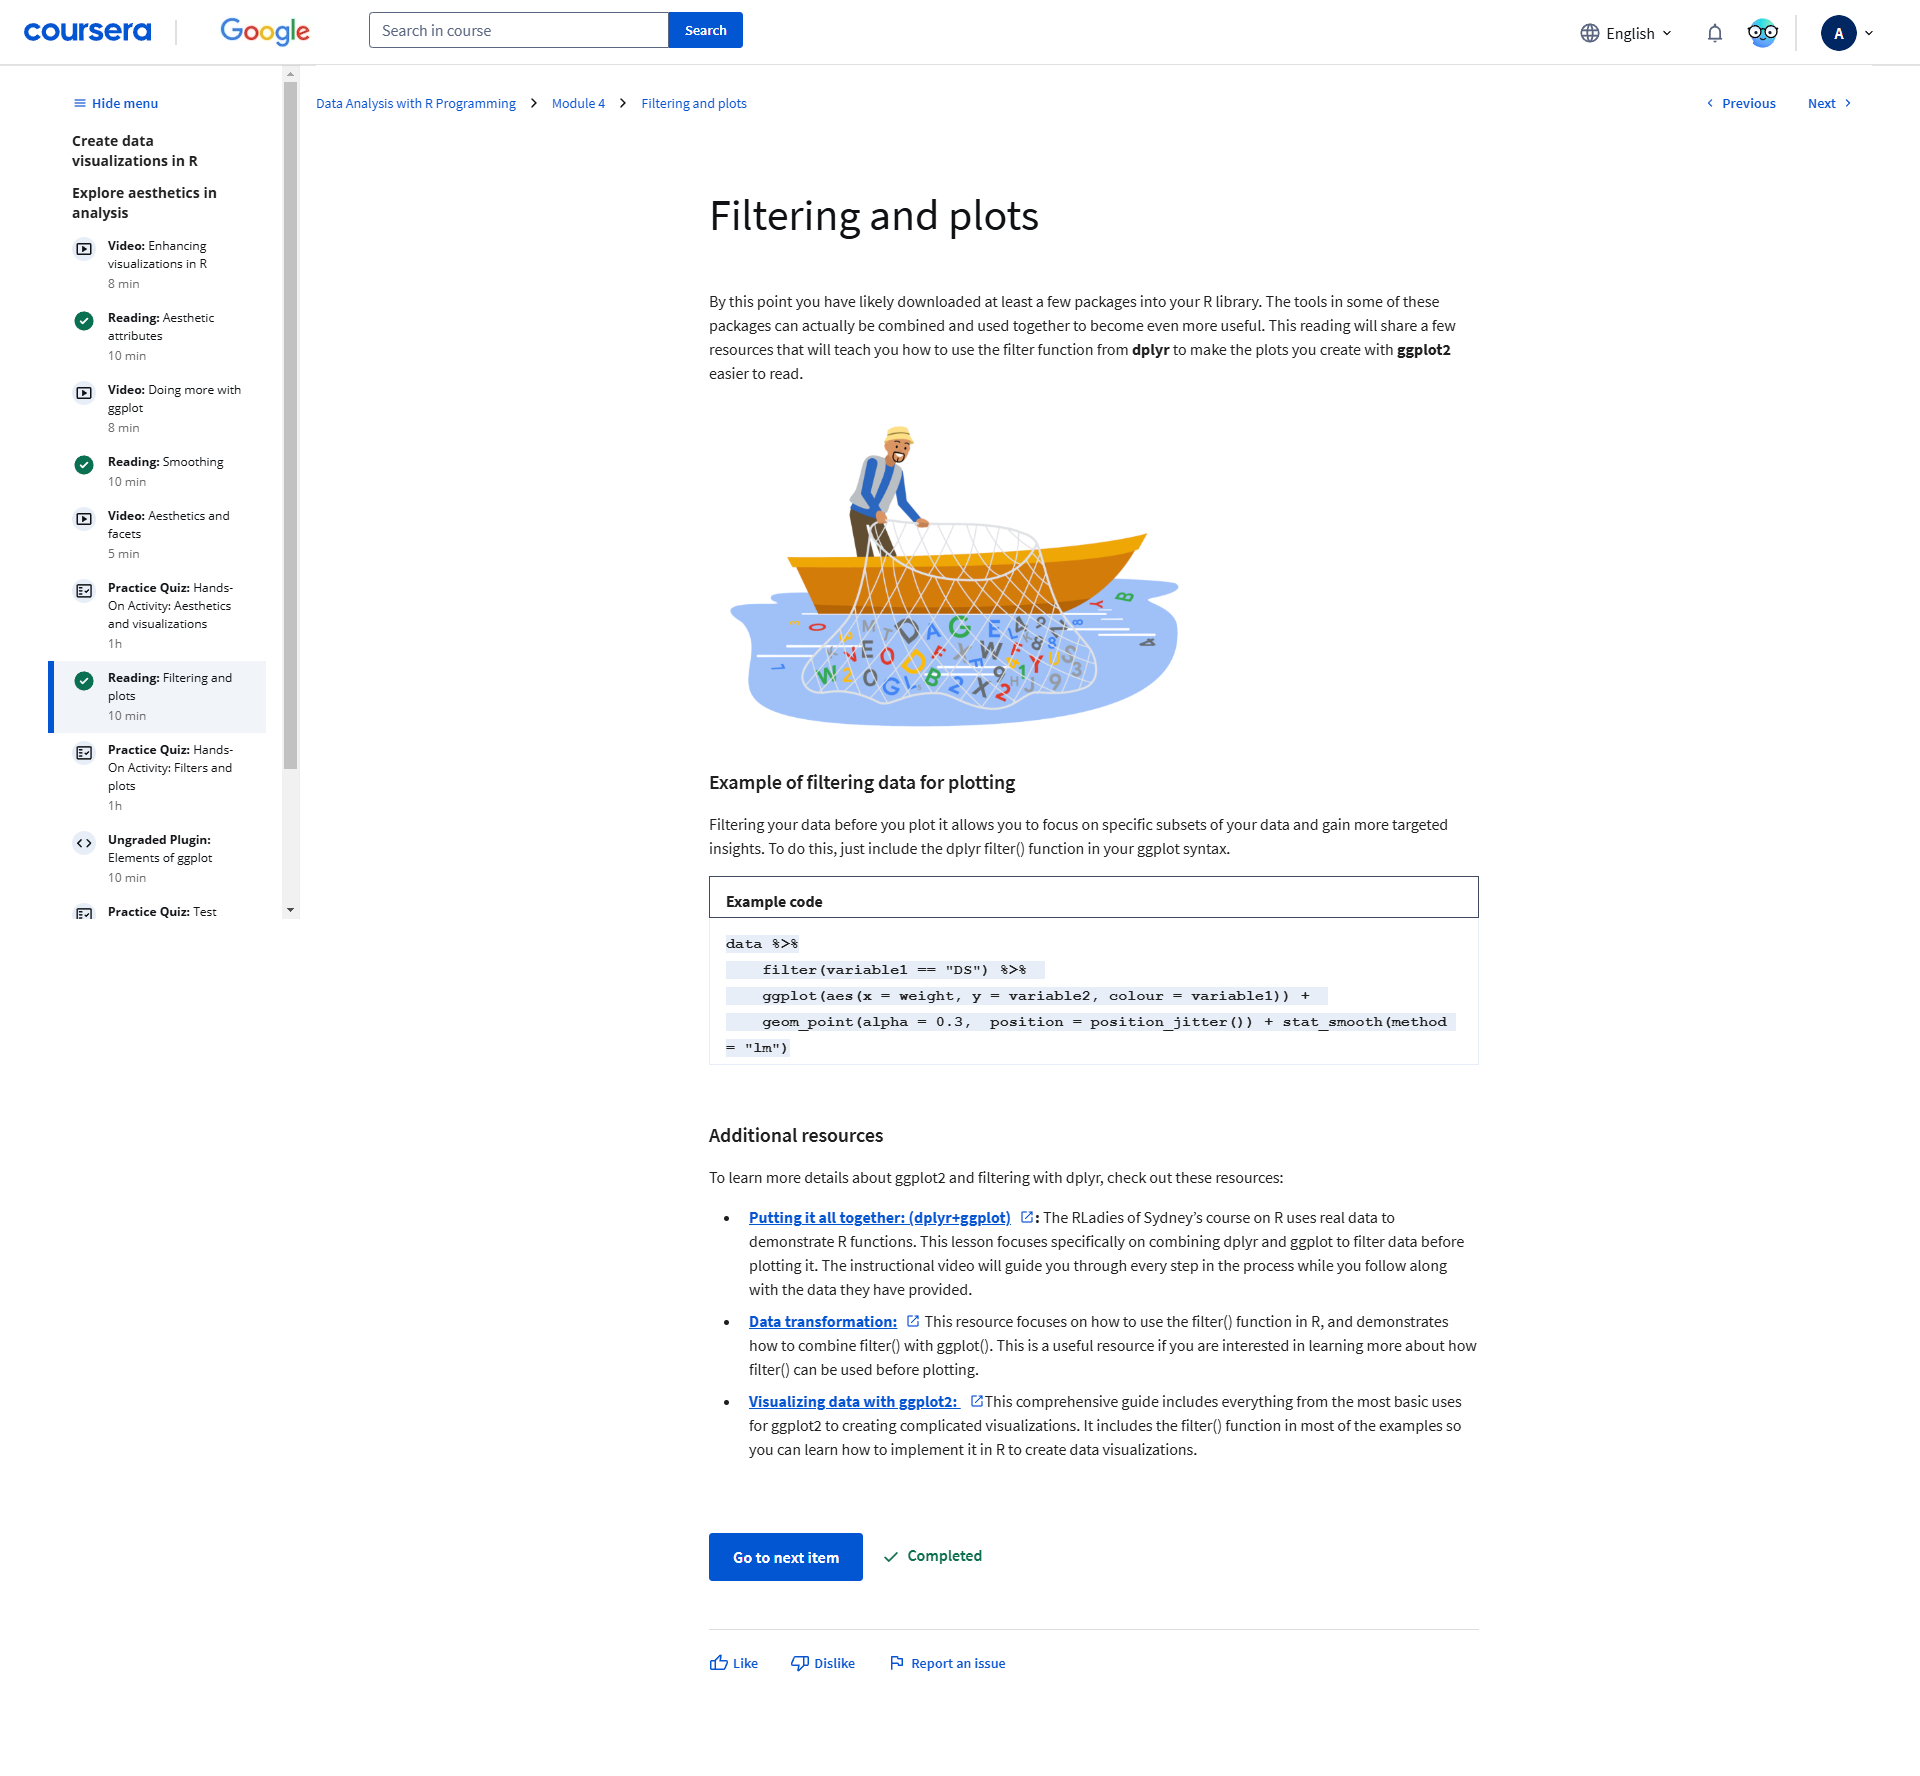 coursera
Google
Search in course
Search
English
A
Hide menu
Data Analysis with R Programming
Module 4
Filtering and plots
Previous
Next
Create data
visualizations in R
Explore aesthetics in
analysis
Video: Enhancing
visualizations in R
8 min
Reading: Aesthetic
attributes
10 min
Video: Doing more with
ggplot
8 min
Reading: Smoothing
10 min
Video: Aesthetics and
facets
5 min
Practice Quiz: Hands-
On Activity: Aesthetics
and visualizations
1h
Reading: Filtering and
plots
10 min
Practice Quiz: Hands-
On Activity: Filters and
plots
1h
Ungraded Plugin:
Elements of ggplot
10 min
Practice Quiz: Test
Filtering and plots
By this point you have likely downloaded at least a few packages into your R library. The tools in some of these
packages can actually be combined and used together to become even more useful. This reading will share a few
resources that will teach you how to use the filter function from dplyr to make the plots you create with ggplot2
easier to read.
Example of filtering data for plotting
Filtering your data before you plot it allows you to focus on specific subsets of your data and gain more targeted
insights. To do this, just include the dplyr filter() function in your ggplot syntax.
Example code
data %>%
filter(variable1 == "DS") %>%
ggplot(aes(x = weight, y = variable2, colour = variable1)) +
geom_point(alpha = 0.3,  position = position_jitter()) + stat_smooth(method
= "lm")
Additional resources
To learn more details about ggplot2 and filtering with dplyr, check out these resources:
• Putting it all together: (dplyr+ggplot) : The RLadies of Sydney’s course on R uses real data to
demonstrate R functions. This lesson focuses specifically on combining dplyr and ggplot to filter data before
plotting it. The instructional video will guide you through every step in the process while you follow along
with the data they have provided.
• Data transformation: This resource focuses on how to use the filter() function in R, and demonstrates
how to combine filter() with ggplot(). This is a useful resource if you are interested in learning more about how
filter() can be used before plotting.
• Visualizing data with ggplot2: This comprehensive guide includes everything from the most basic uses
for ggplot2 to creating complicated visualizations. It includes the filter() function in most of the examples so
you can learn how to implement it in R to create data visualizations.
Go to next item
Completed
Like
Dislike
Report an issue